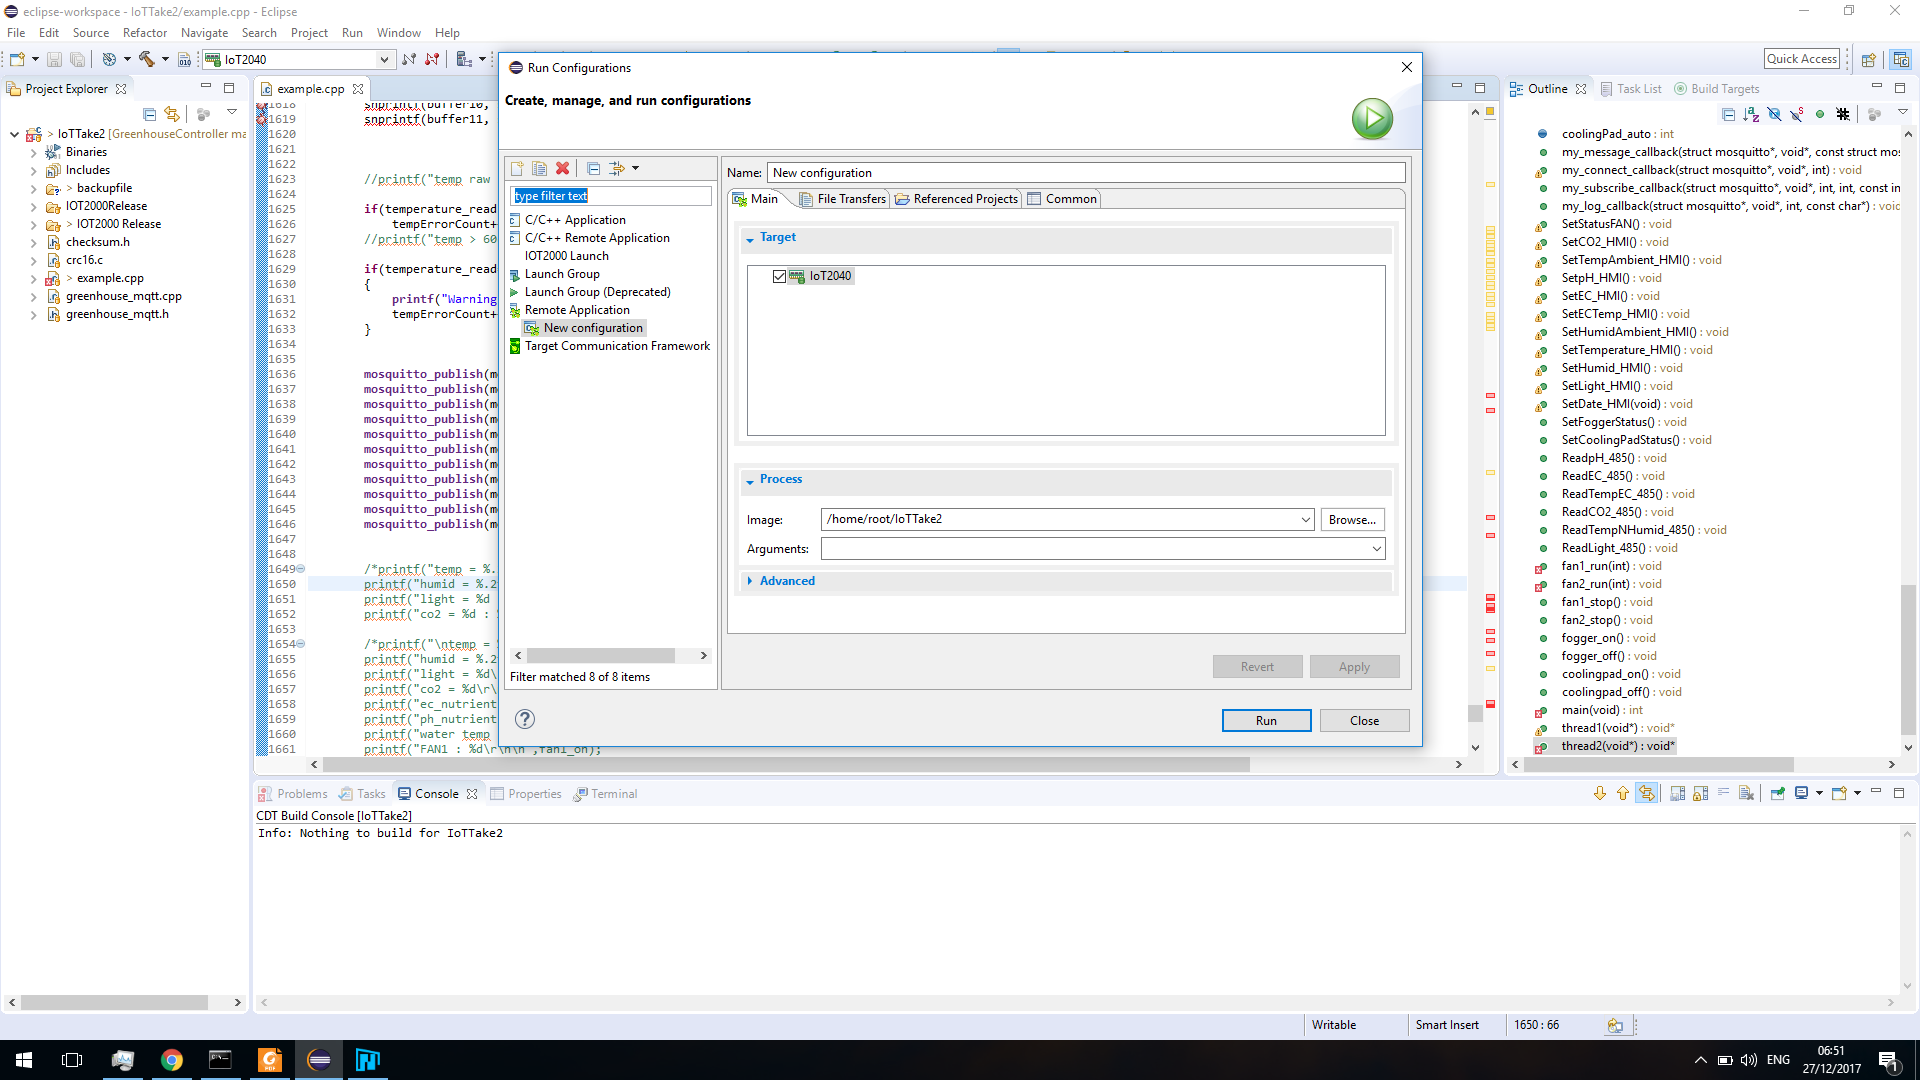 eclipse-workspace - IoTTake2/example.cpp - Eclipse
File Edit Source Refactor Navigate Search Project Run Window Help
IoT2040
Quick Access
Project Explorer
> IoTTake2 [GreenhouseController ma
Binaries
Includes
> backupfile
IOT2000Release
> IOT2000 Release
checksum.h
crc16.c
> example.cpp
greenhouse_mqtt.cpp
greenhouse_mqtt.h
example.cpp
1618 snprintf(buffer10,
1619 snprintf(buffer11,
1620
1621
1622
1623 //printf("temp raw
1624
1625 if(temperature_read
1626 tempErrorCount+
1627 //printf("temp > 60
1628
1629 if(temperature_read
1630 {
1631 printf("Warning
1632 tempErrorCount+
1633 }
1634
1635
1636 mosquitto_publish(m
1637 mosquitto_publish(m
1638 mosquitto_publish(m
1639 mosquitto_publish(m
1640 mosquitto_publish(m
1641 mosquitto_publish(m
1642 mosquitto_publish(m
1643 mosquitto_publish(m
1644 mosquitto_publish(m
1645 mosquitto_publish(m
1646 mosquitto_publish(m
1647
1648
1649 /*printf("temp = %.
1650 printf("humid = %.2
1651 printf("light = %d
1652 printf("co2 = %d :
1653
1654 /*printf("\ntemp =
1655 printf("humid = %.2
1656 printf("light = %d\
1657 printf("co2 = %d\r\
1658 printf("ec_nutrient
1659 printf("ph_nutrient
1660 printf("water temp
1661 printf("FAN1 : %d\r\n\n",fan1_on);
Run Configurations
Create, manage, and run configurations
type filter text
C/C++ Application
C/C++ Remote Application
IOT2000 Launch
Launch Group
Launch Group (Deprecated)
Remote Application
New configuration
Target Communication Framework
Filter matched 8 of 8 items
Name: New configuration
Main File Transfers Referenced Projects Common
Target
IoT2040
Process
Image: /home/root/IoTTake2 Browse...
Arguments:
Advanced
Revert Apply
Run Close
Outline Task List Build Targets
coolingPad_auto : int
my_message_callback(struct mosquitto*, void*, const struct mos
my_connect_callback(struct mosquitto*, void*, int) : void
my_subscribe_callback(struct mosquitto*, void*, int, int, const in
my_log_callback(struct mosquitto*, void*, int, const char*) : voic
SetStatusFAN() : void
SetCO2_HMI() : void
SetTempAmbient_HMI() : void
SetpH_HMI() : void
SetEC_HMI() : void
SetECTemp_HMI() : void
SetHumidAmbient_HMI() : void
SetTemperature_HMI() : void
SetHumid_HMI() : void
SetLight_HMI() : void
SetDate_HMI(void) : void
SetFoggerStatus() : void
SetCoolingPadStatus() : void
ReadpH_485() : void
ReadEC_485() : void
ReadTempEC_485() : void
ReadCO2_485() : void
ReadTempNHumid_485() : void
ReadLight_485() : void
fan1_run(int) : void
fan2_run(int) : void
fan1_stop() : void
fan2_stop() : void
fogger_on() : void
fogger_off() : void
coolingpad_on() : void
coolingpad_off() : void
main(void) : int
thread1(void*) : void*
thread2(void*) : void*
Problems Tasks Console Properties Terminal
CDT Build Console [IoTTake2]
Info: Nothing to build for IoTTake2
Writable Smart Insert 1650 : 66
ENG
06:51
27/12/2017
1